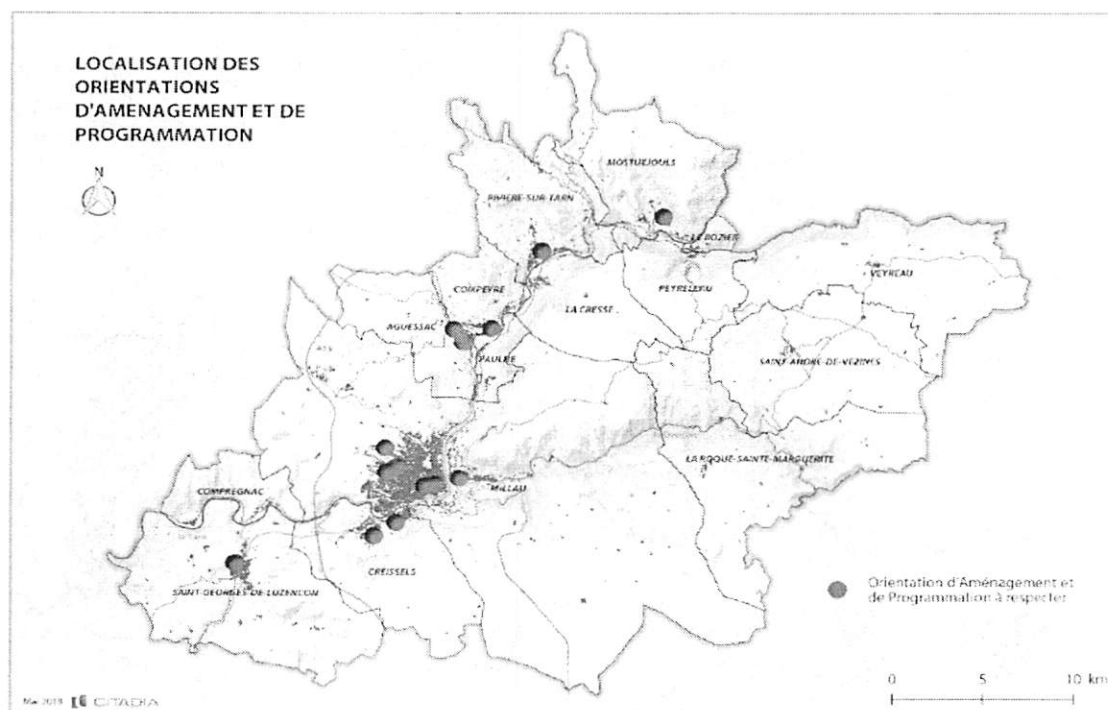 LOCALISATION DES
ORIENTATIONS
D'AMENAGEMENT ET DE
PROGRAMMATION
N
MOSTUEJOULS
RIVIERE-SUR-TARN
LE ROZIER
VEYREAU
COMPEYRE
PEYRELEAU
LA CRESSE
AGUESSAC
PAULHE
SAINT-ANDRE-DE-VEZINES
LA ROQUE-SAINTE-MARGUERITE
MILLAU
COMPREGNAC
CREISSELS
SAINT-GEORGES-DE-LUZENCON
Orientation d'Aménagement et
de Programmation à respecter
0 5 10 km
Mai 2019 CITADIA